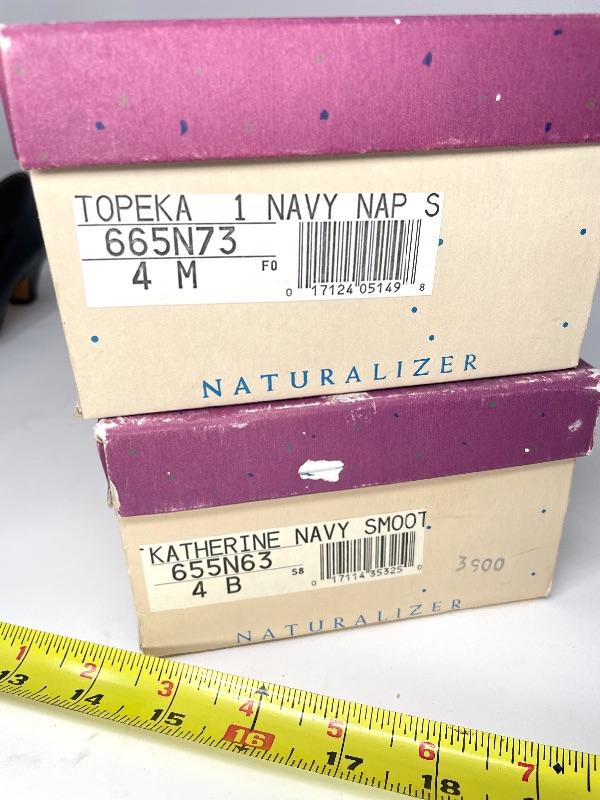 TOPEKA 1 NAVY NAP S
665N73
4 M F0
0 17124 05149 8
NATURALIZER
KATHERINE NAVY SMOOT
655N63
4 B S8
0 17114 35325 0
3900
NATURALIZER
1 2 3 4 5 6 7
13 14 15 16 17 18